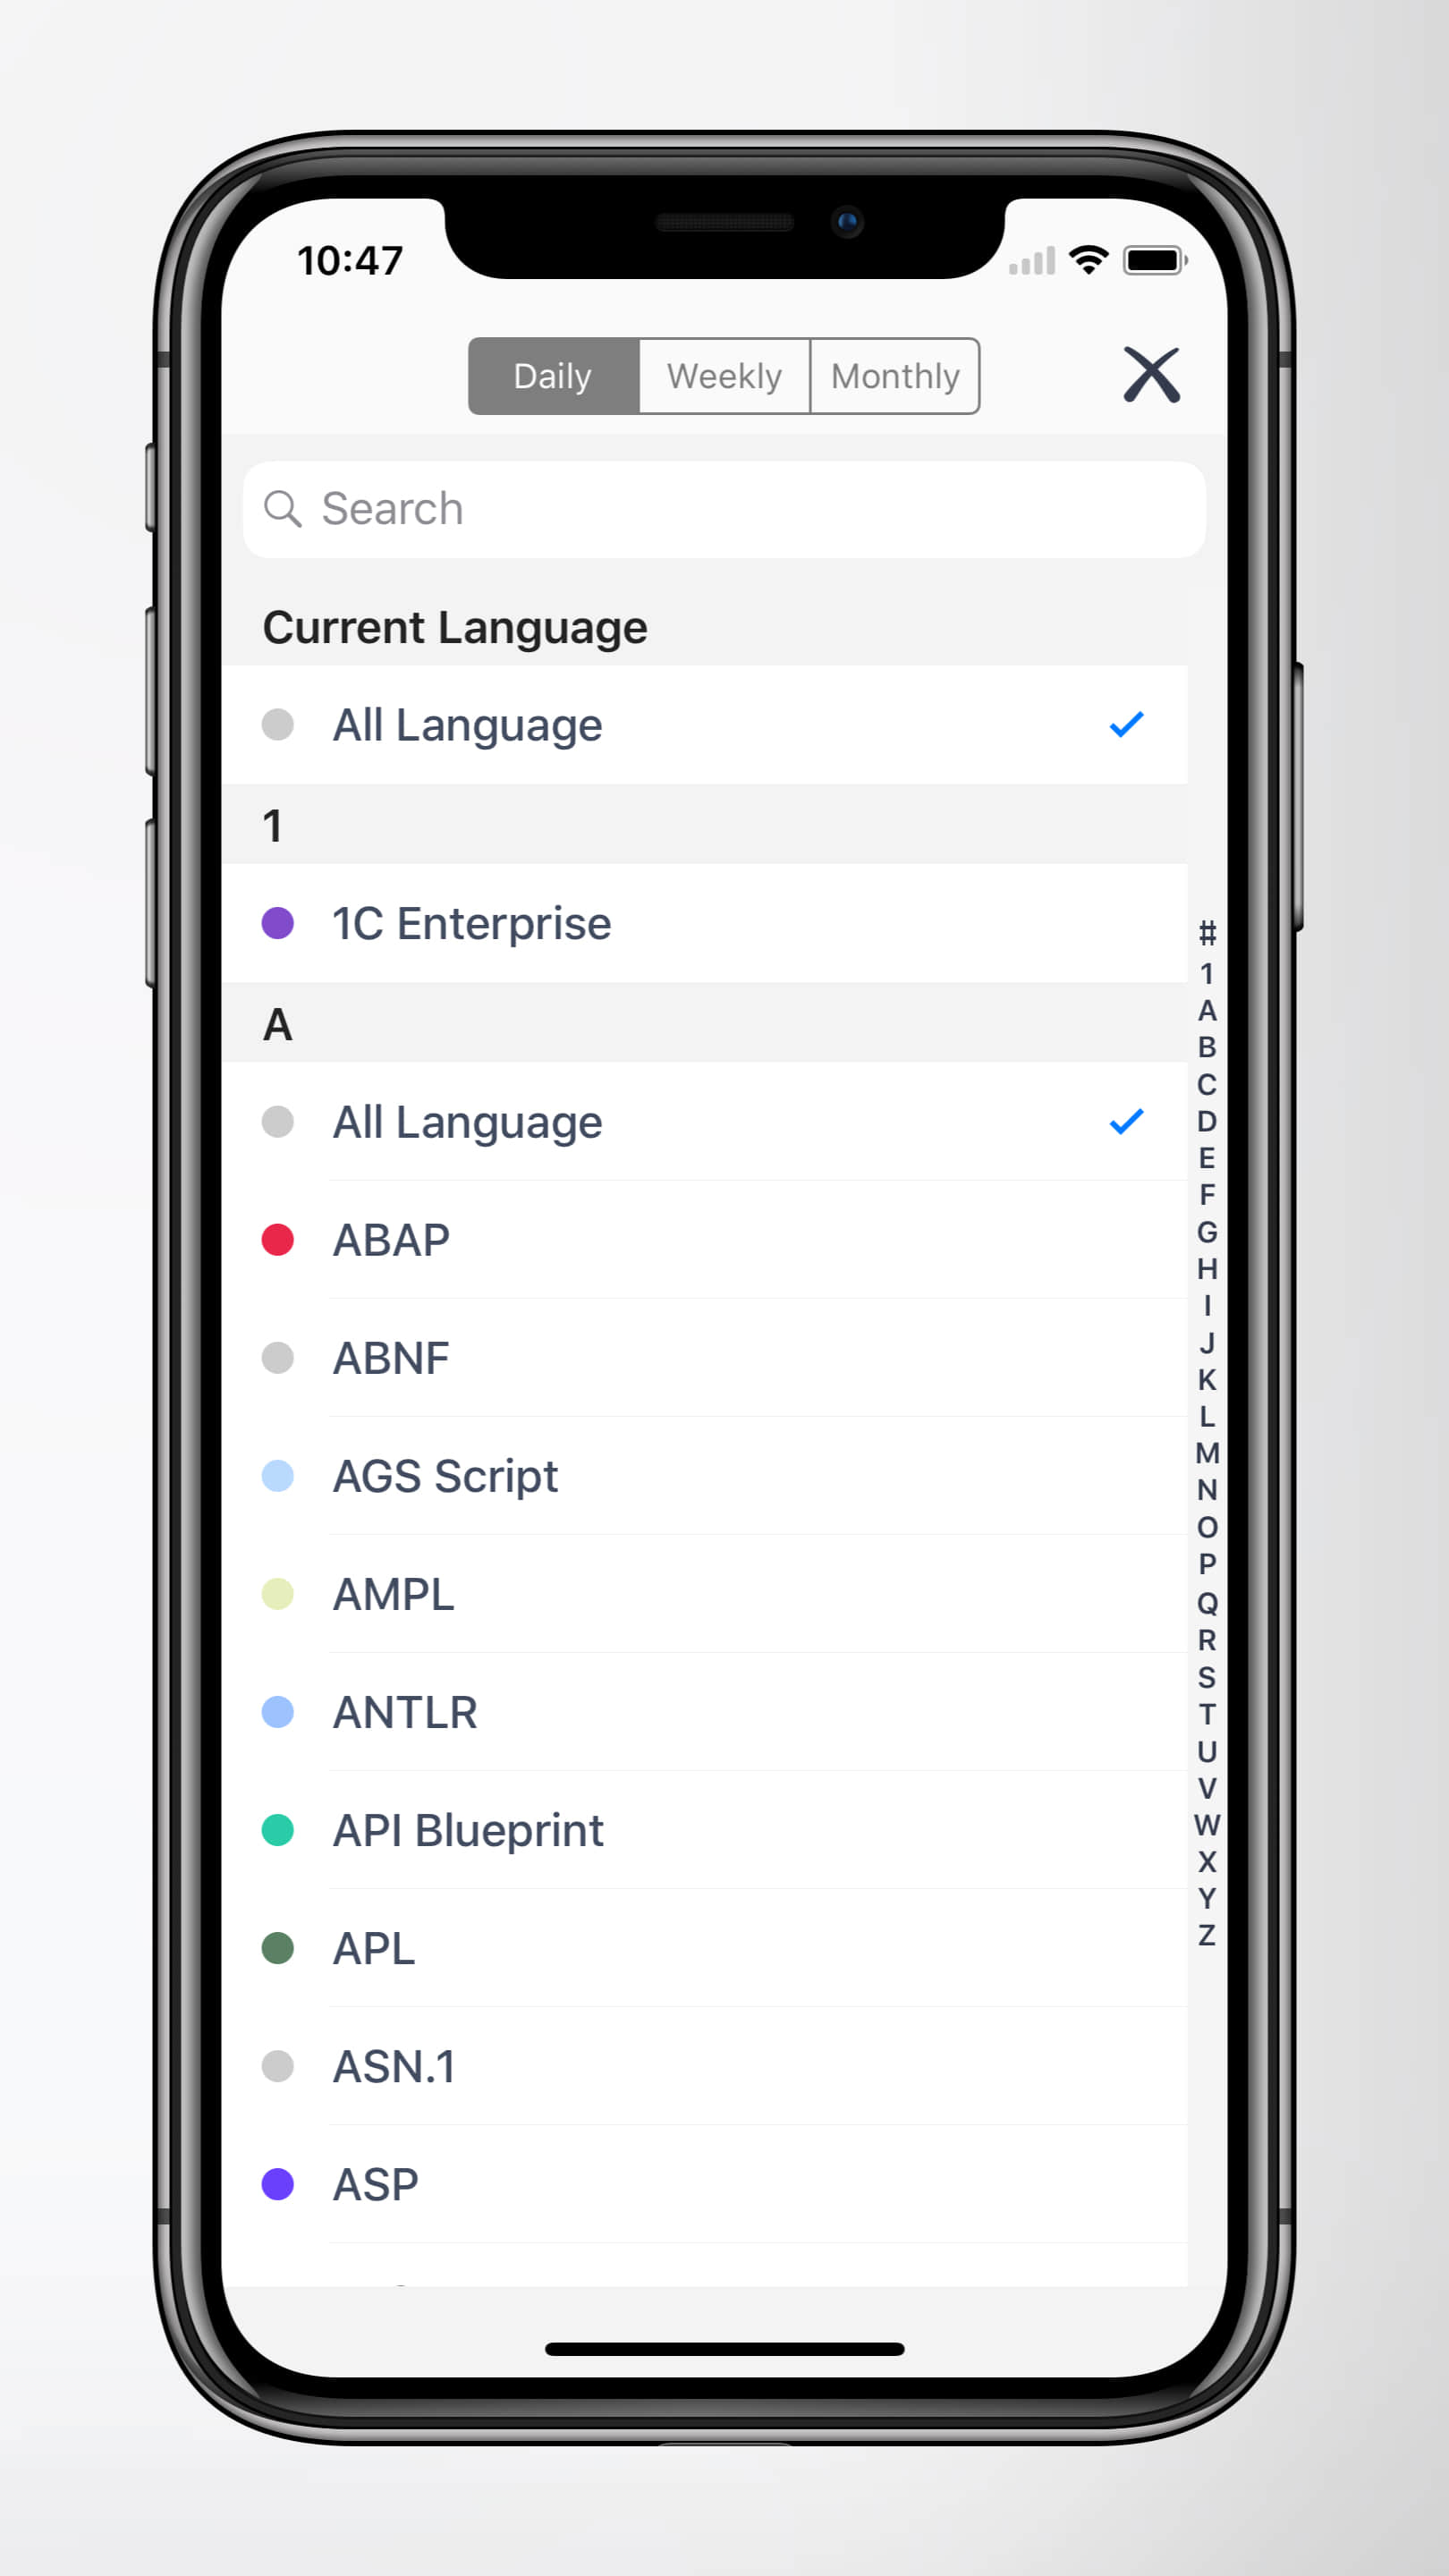 10:47
Daily Weekly Monthly
Search
Current Language
All Language
1
1C Enterprise
A
All Language
ABAP
ABNF
AGS Script
AMPL
ANTLR
API Blueprint
APL
ASN.1
ASP
#
1
A
B
C
D
E
F
G
H
I
J
K
L
M
N
O
P
Q
R
S
T
U
V
W
X
Y
Z